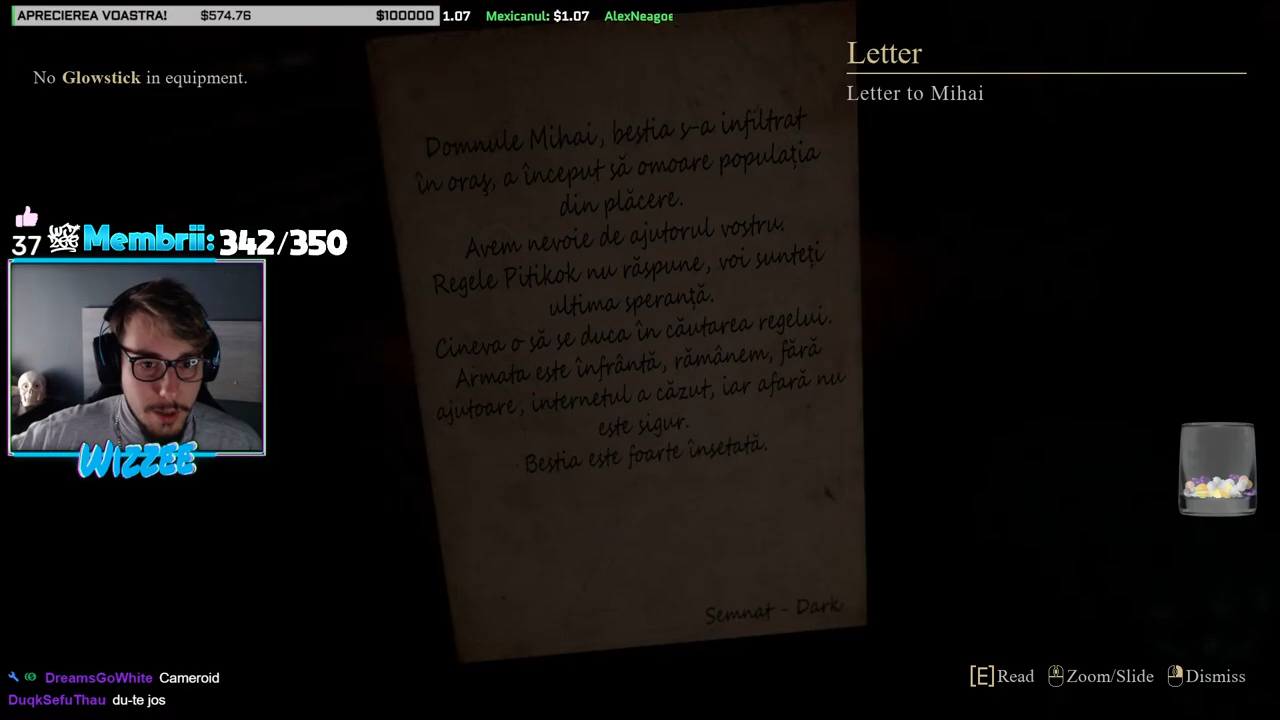 APRECIEREA VOASTRA! $574.76 $100000 1.07 Mexicanul: $1.07 AlexNeagoe
No Glowstick in equipment.
Letter
Letter to Mihai
Domnule Mihai, bestia s-a infiltrat
în oraş, a început să omoare populația
din plăcere.
Avem nevoie de ajutorul vostru.
Regele Pitikok nu răspune, voi sunteți
ultima speranță.
Cineva o să se duca în căutarea regelui.
Armata este înfrântă, rămânem, fără
ajutoare, internetul a căzut, iar afară nu
este sigur.
Bestia este foarte însetată.
Semnat - Dark
37 Membrii: 342/350
WIZZEE
DreamsGoWhite Cameroid
DuqkSefuThau du-te jos
[E]Read Zoom/Slide Dismiss